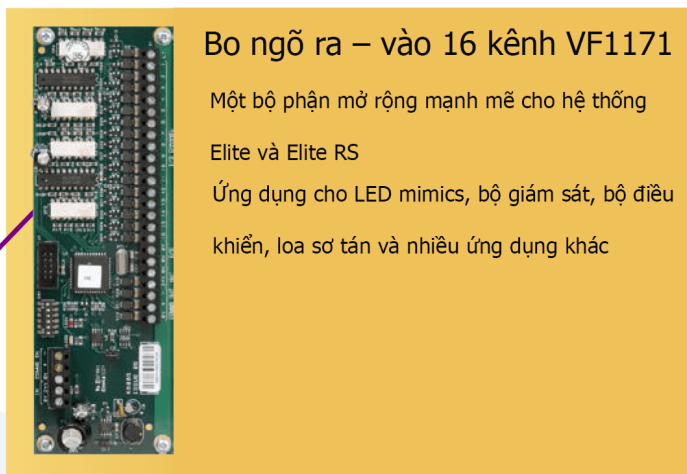 Bo ngõ ra – vào 16 kênh VF1171
Một bộ phận mở rộng mạnh mẽ cho hệ thống
Elite và Elite RS
Ứng dụng cho LED mimics, bộ giám sát, bộ điều
khiển, loa sơ tán và nhiều ứng dụng khác